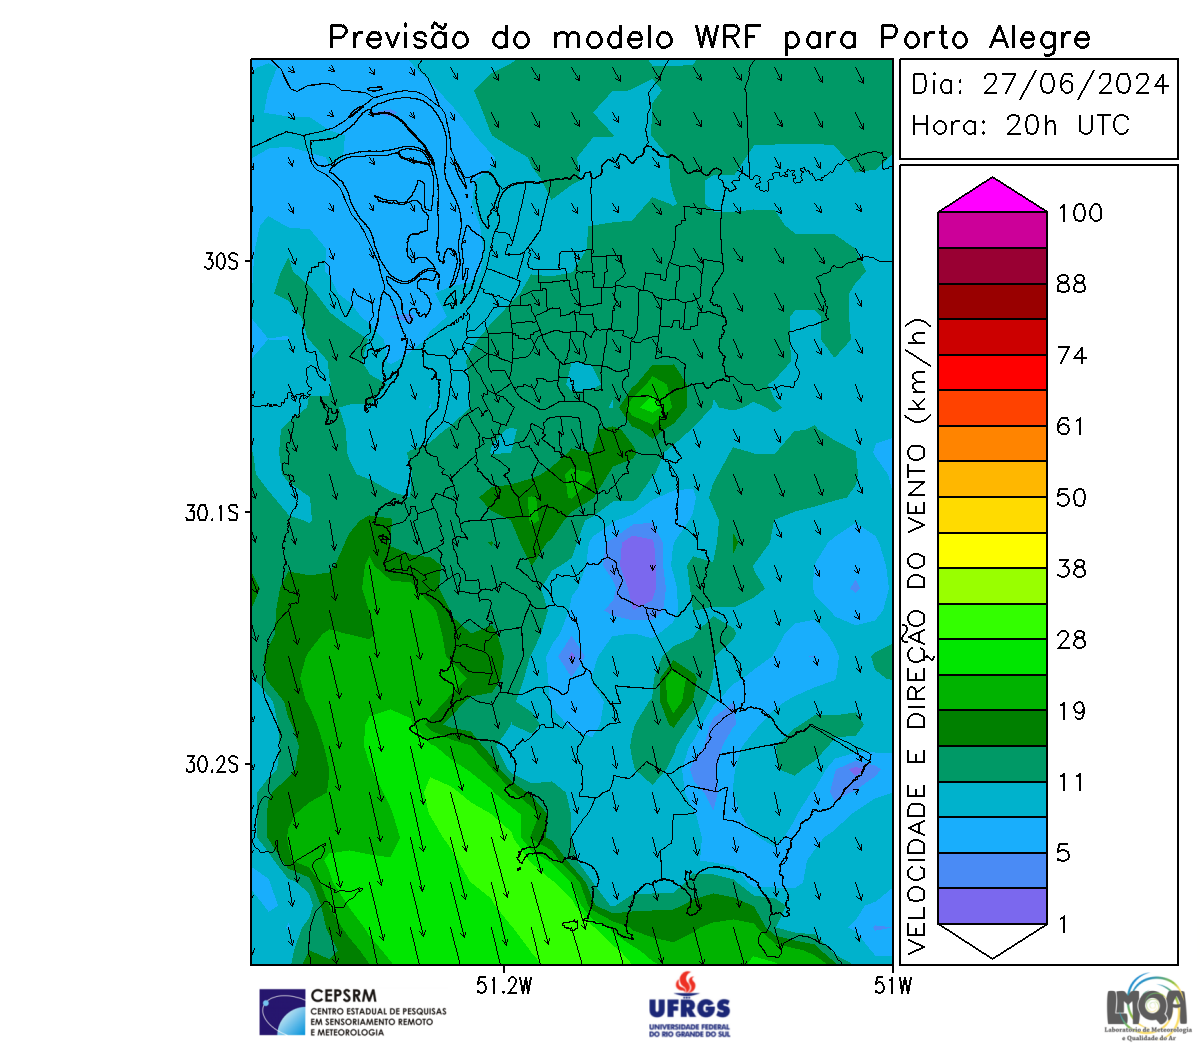 Previsão do modelo WRF para Porto Alegre
Dia: 27/06/2024
Hora: 20h UTC
30S
30.1S
30.2S
51.2W
51W
VELOCIDADE E DIREÇÃO DO VENTO (km/h)
100
88
74
61
50
38
28
19
11
5
1
CEPSRM
CENTRO ESTADUAL DE PESQUISAS
EM SENSORIAMENTO REMOTO
E METEOROLOGIA
UFRGS
UNIVERSIDADE FEDERAL
DO RIO GRANDE DO SUL
LMQA
Laboratório de Meteorologia
e Qualidade do Ar